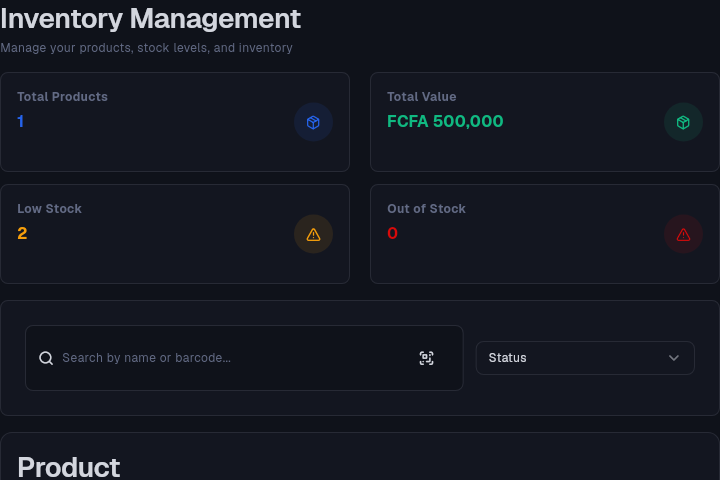 Inventory Management
Manage your products, stock levels, and inventory
Total Products
1
Total Value
FCFA 500,000
Low Stock
2
Out of Stock
0
Search by name or barcode...
Status
Product